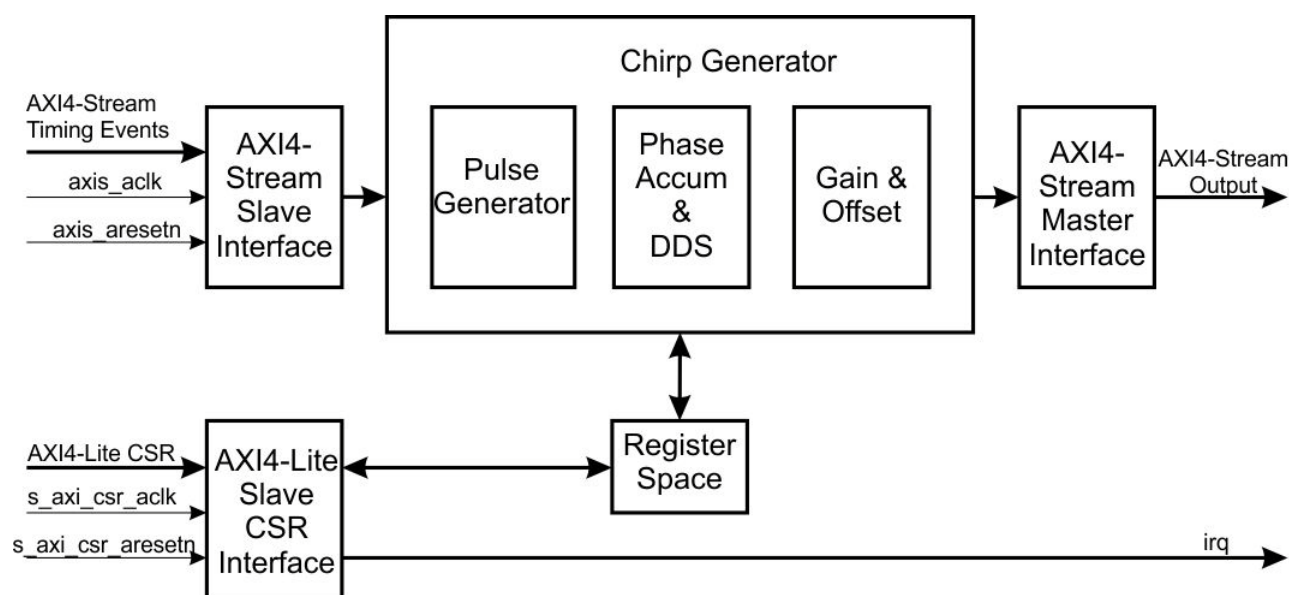 Chirp Generator
AXI4-Stream
Timing Events
axis_aclk
axis_aresetn
AXI4-
Stream
Slave
Interface
Pulse
Generator
Phase
Accum
&
DDS
Gain &
Offset
AXI4-
Stream
Master
Interface
AXI4-Stream
Output
AXI4-Lite CSR
s_axi_csr_aclk
s_axi_csr_aresetn
AXI4-Lite
Slave
CSR
Interface
Register
Space
irq